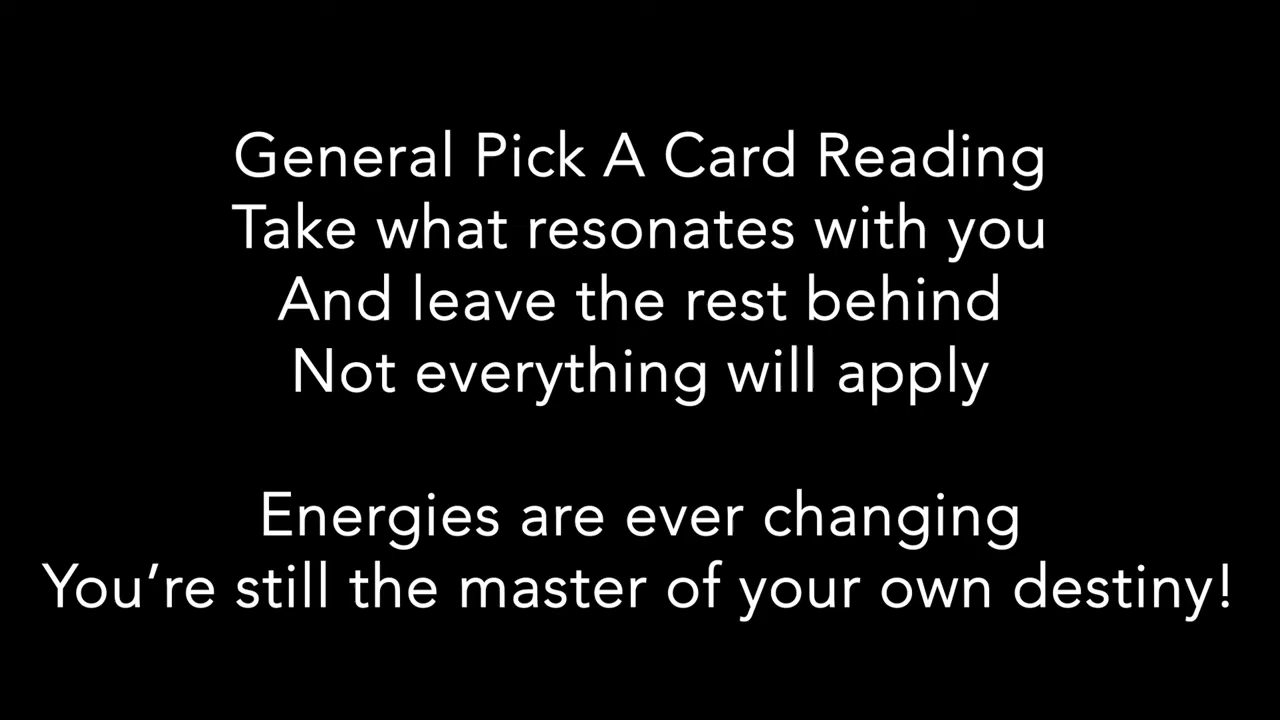 General Pick A Card Reading
Take what resonates with you
And leave the rest behind
Not everything will apply
Energies are ever changing
You’re still the master of your own destiny!